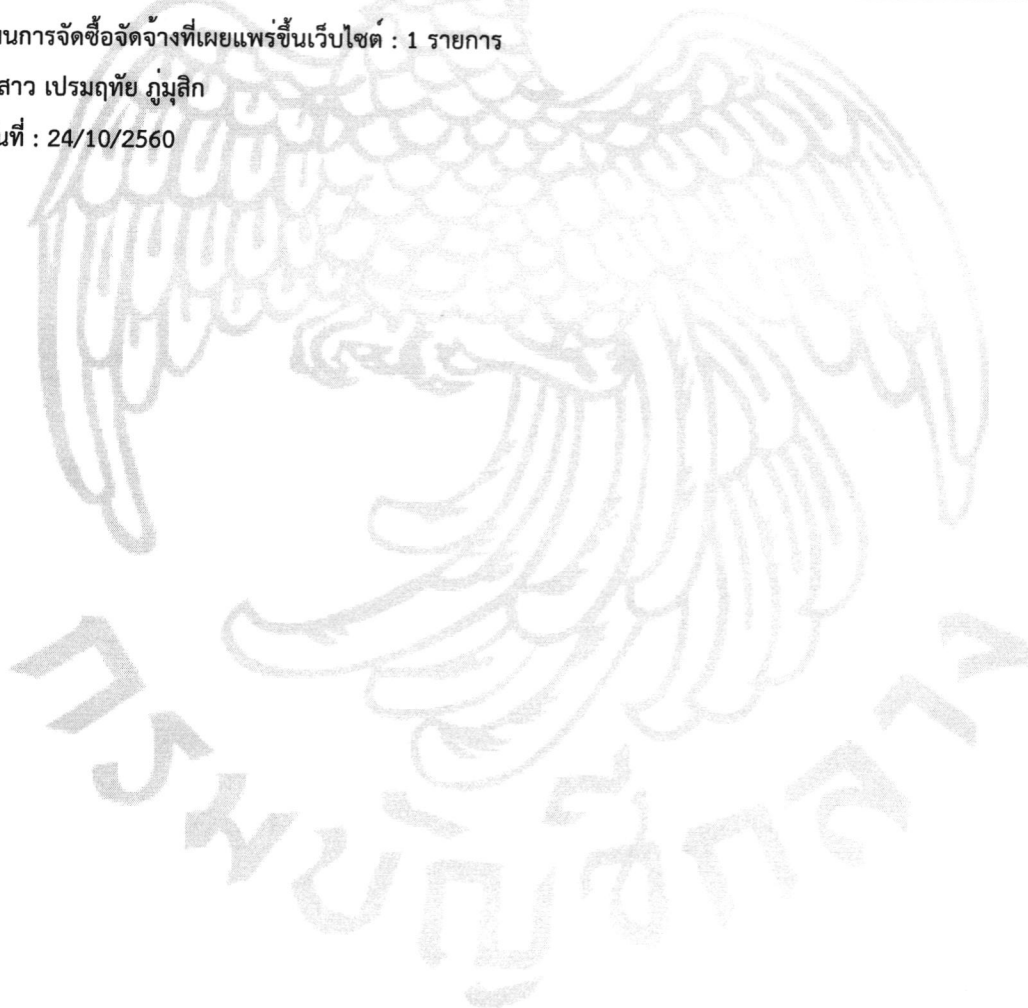 นการจัดซื้อจัดจ้างที่เผยแพร่ขึ้นเว็บไซต์ : 1 รายการ
สาว เปรมฤทัย ภู่มุสิก
นที่ : 24/10/2560
กรมบัญชีกลาง